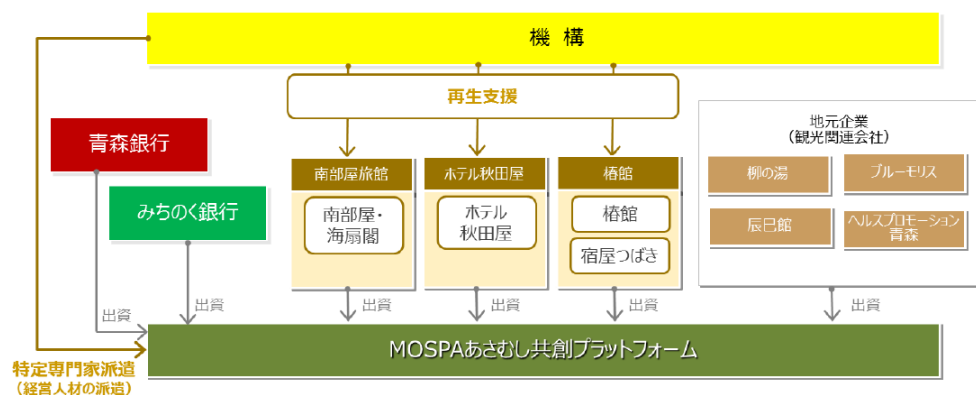 機 構
再生支援
青森銀行
みちのく銀行
南部屋旅館
南部屋・
海扇閣
ホテル秋田屋
ホテル
秋田屋
椿館
椿館
宿屋つばき
地元企業
（観光関連会社）
柳の湯
ブルーモリス
辰巳館
ヘルスプロモーション
青森
出資
出資
出資
出資
出資
出資
MOSPAあさむし共創プラットフォーム
特定専門家派遣
（経営人材の派遣）